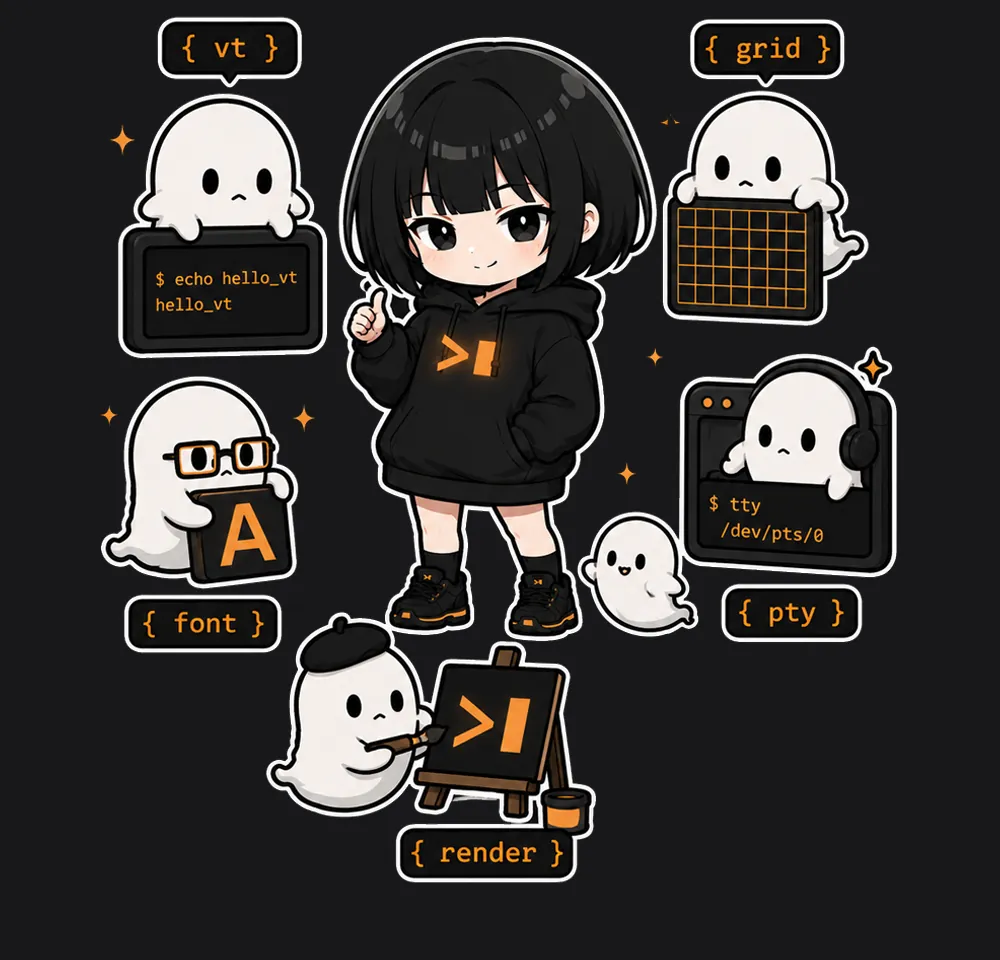 { vt }
{ grid }
$ echo hello_vt
hello_vt
>▮
$ tty
/dev/pts/0
A
{ font }
{ pty }
>▮
{ render }